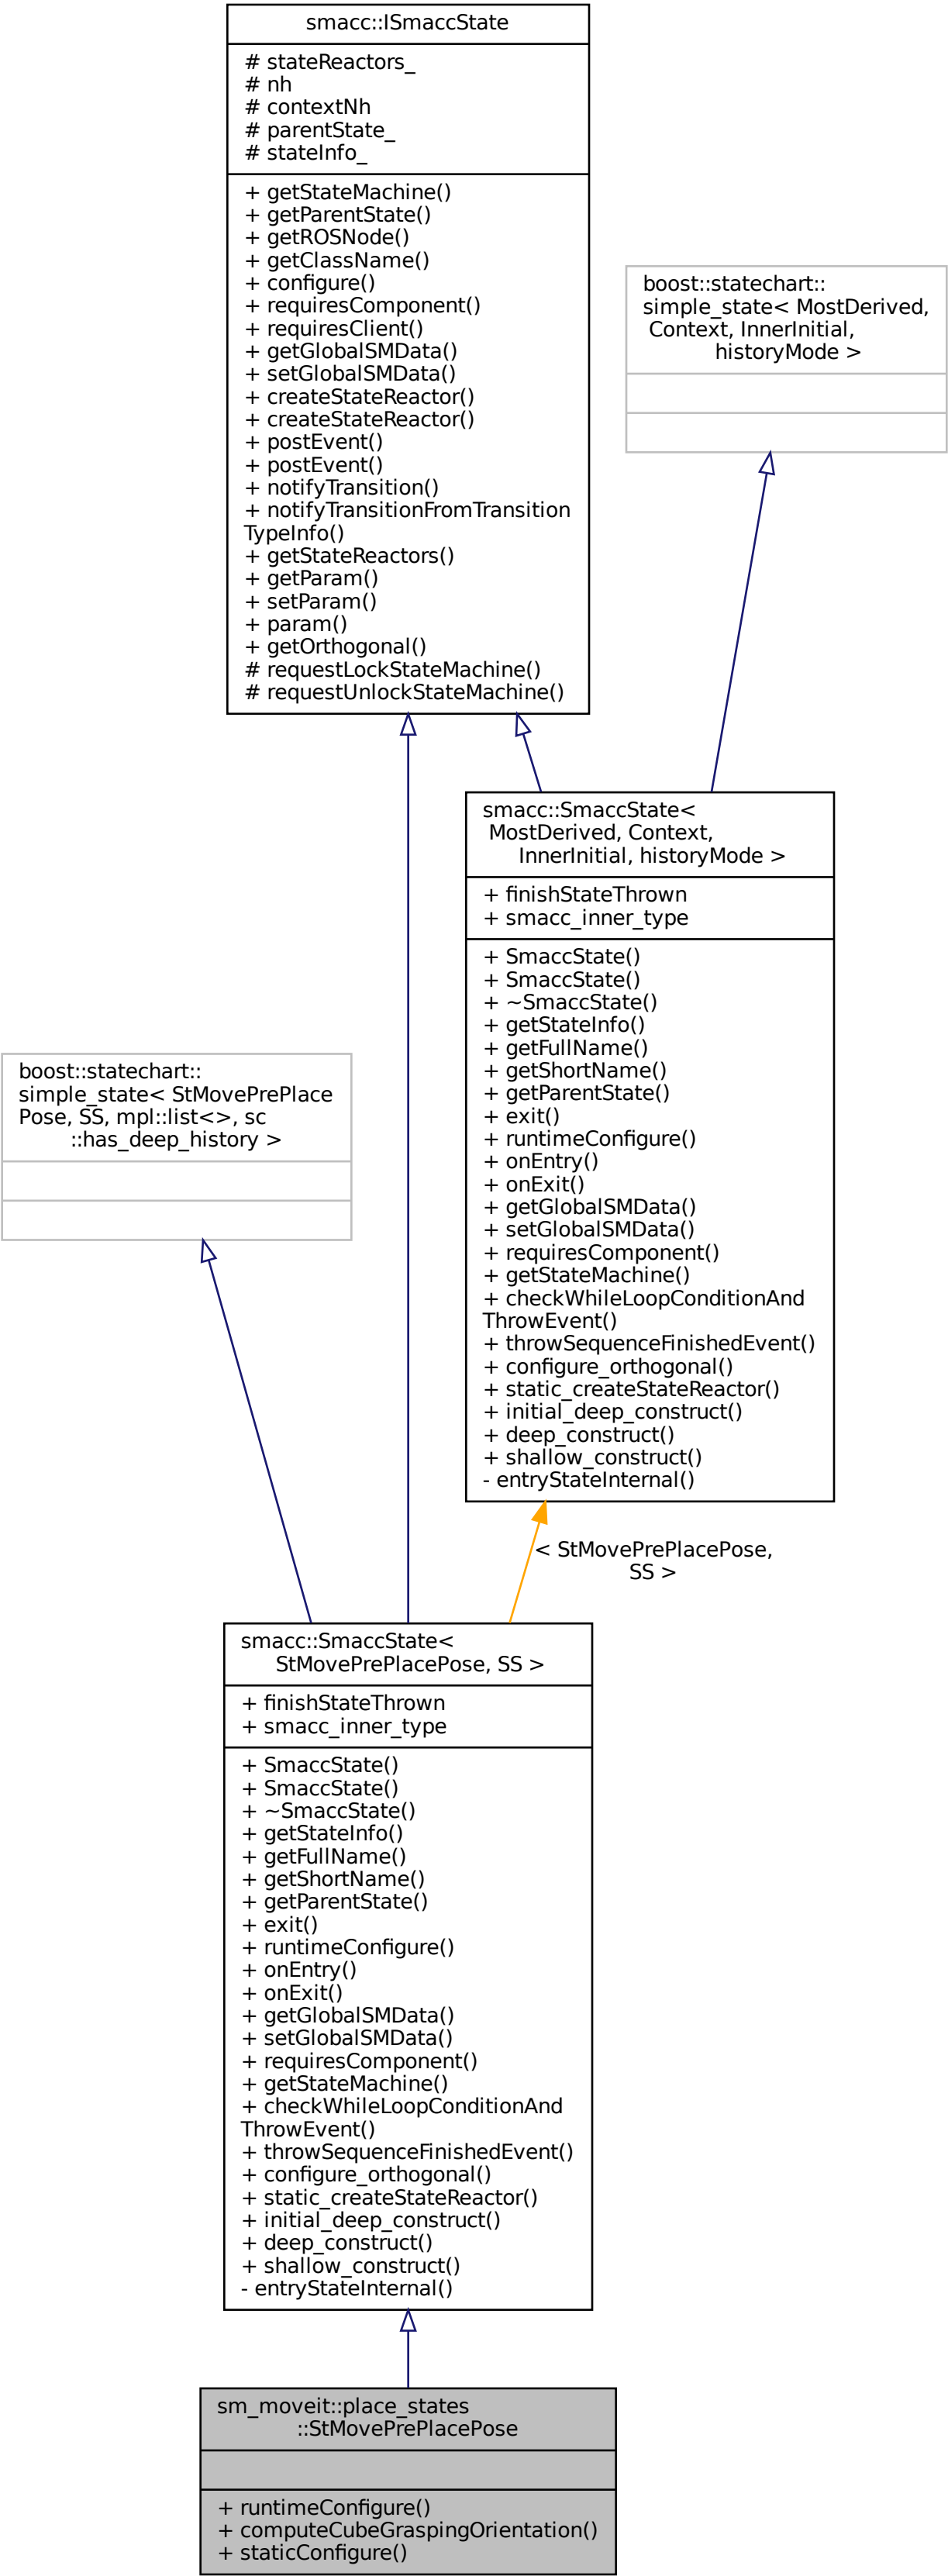 smacc::ISmaccState
# stateReactors_
# nh
# contextNh
# parentState_
# stateInfo_
+ getStateMachine()
+ getParentState()
+ getROSNode()
+ getClassName()
+ configure()
+ requiresComponent()
+ requiresClient()
+ getGlobalSMData()
+ setGlobalSMData()
+ createStateReactor()
+ createStateReactor()
+ postEvent()
+ postEvent()
+ notifyTransition()
+ notifyTransitionFromTransition
TypeInfo()
+ getStateReactors()
+ getParam()
+ setParam()
+ param()
+ getOrthogonal()
# requestLockStateMachine()
# requestUnlockStateMachine()
boost::statechart::
simple_state< MostDerived,
Context, InnerInitial,
historyMode >
smacc::SmaccState<
MostDerived, Context,
InnerInitial, historyMode >
+ finishStateThrown
+ smacc_inner_type
+ SmaccState()
+ SmaccState()
+ ~SmaccState()
+ getStateInfo()
+ getFullName()
+ getShortName()
+ getParentState()
+ exit()
+ runtimeConfigure()
+ onEntry()
+ onExit()
+ getGlobalSMData()
+ setGlobalSMData()
+ requiresComponent()
+ getStateMachine()
+ checkWhileLoopConditionAnd
ThrowEvent()
+ throwSequenceFinishedEvent()
+ configure_orthogonal()
+ static_createStateReactor()
+ initial_deep_construct()
+ deep_construct()
+ shallow_construct()
- entryStateInternal()
boost::statechart::
simple_state< StMovePrePlace
Pose, SS, mpl::list<>, sc
::has_deep_history >
< StMovePrePlacePose,
SS >
smacc::SmaccState<
StMovePrePlacePose, SS >
+ finishStateThrown
+ smacc_inner_type
+ SmaccState()
+ SmaccState()
+ ~SmaccState()
+ getStateInfo()
+ getFullName()
+ getShortName()
+ getParentState()
+ exit()
+ runtimeConfigure()
+ onEntry()
+ onExit()
+ getGlobalSMData()
+ setGlobalSMData()
+ requiresComponent()
+ getStateMachine()
+ checkWhileLoopConditionAnd
ThrowEvent()
+ throwSequenceFinishedEvent()
+ configure_orthogonal()
+ static_createStateReactor()
+ initial_deep_construct()
+ deep_construct()
+ shallow_construct()
- entryStateInternal()
sm_moveit::place_states
::StMovePrePlacePose
+ runtimeConfigure()
+ computeCubeGraspingOrientation()
+ staticConfigure()